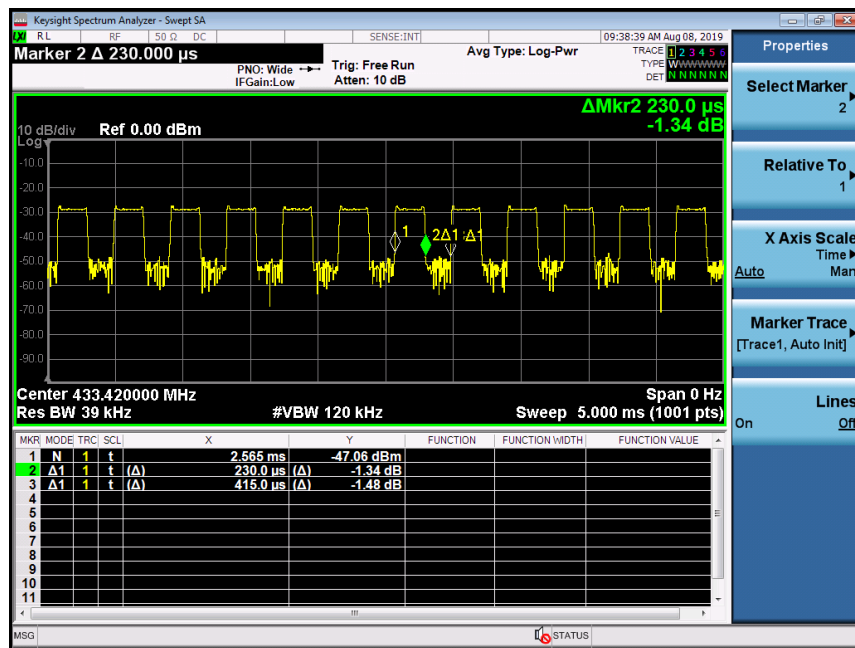 Keysight Spectrum Analyzer - Swept SA
LXI RL RF 50 Ω DC SENSE:INT 09:38:39 AM Aug 08, 2019
Marker 2 Δ 230.000 µs
Avg Type: Log-Pwr
TRACE 1 2 3 4 5 6
PNO: Wide Trig: Free Run
TYPE WWWWWW
IFGain:Low Atten: 10 dB
DET N N N N N N
ΔMkr2 230.0 µs
-1.34 dB
10 dB/div Ref 0.00 dBm
Log
-10.0
-20.0
-30.0
-40.0
-50.0
-60.0
-70.0
-80.0
-90.0
1
2Δ1 Δ1
Center 433.420000 MHz Span 0 Hz
Res BW 39 kHz #VBW 120 kHz Sweep 5.000 ms (1001 pts)
MKR MODE TRC SCL X Y FUNCTION FUNCTION WIDTH FUNCTION VALUE
1 N 1 t 2.565 ms -47.06 dBm
2 Δ1 1 t (Δ) 230.0 µs (Δ) -1.34 dB
3 Δ1 1 t (Δ) 415.0 µs (Δ) -1.48 dB
4
5
6
7
8
9
10
11
MSG STATUS
Properties
Select Marker
2
Relative To
1
X Axis Scale
Time
Auto Man
Marker Trace
[Trace1, Auto Init]
Lines
On Off